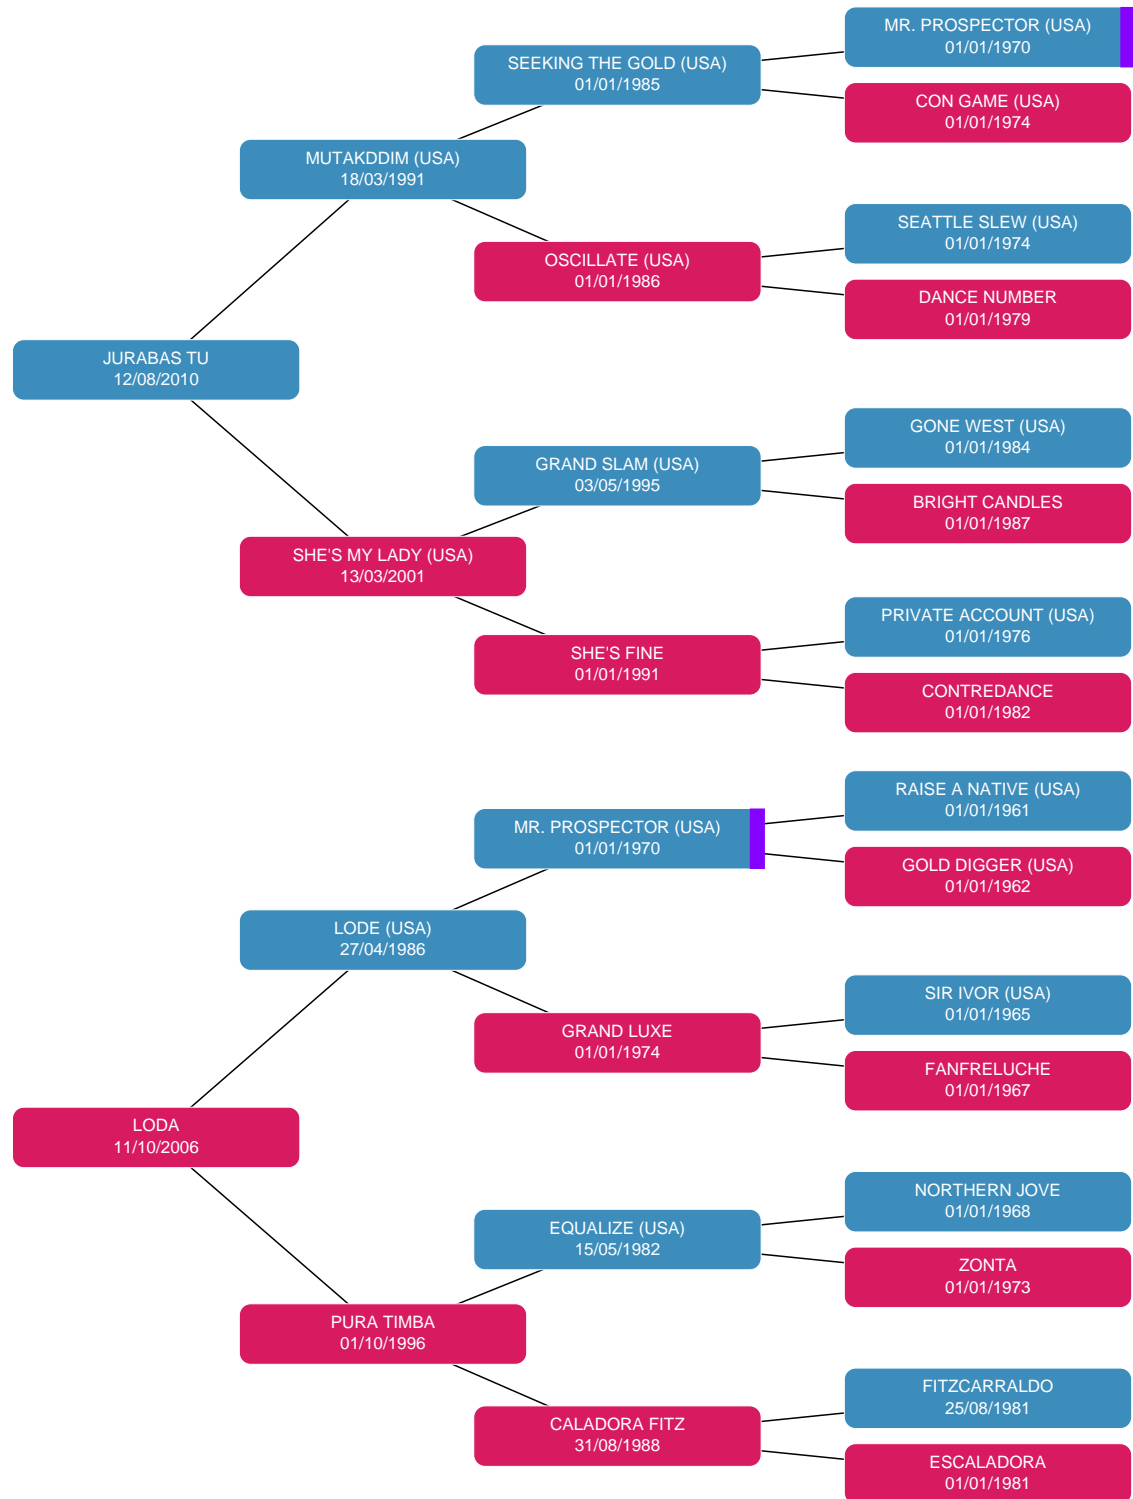 MR. PROSPECTOR (USA)
01/01/1970
SEEKING THE GOLD (USA)
01/01/1985
CON GAME (USA)
01/01/1974
MUTAKDDIM (USA)
18/03/1991
SEATTLE SLEW (USA)
01/01/1974
OSCILLATE (USA)
01/01/1986
DANCE NUMBER
01/01/1979
JURABAS TU
12/08/2010
GONE WEST (USA)
01/01/1984
GRAND SLAM (USA)
03/05/1995
BRIGHT CANDLES
01/01/1987
SHE'S MY LADY (USA)
13/03/2001
PRIVATE ACCOUNT (USA)
01/01/1976
SHE'S FINE
01/01/1991
CONTREDANCE
01/01/1982
RAISE A NATIVE (USA)
01/01/1961
MR. PROSPECTOR (USA)
01/01/1970
GOLD DIGGER (USA)
01/01/1962
LODE (USA)
27/04/1986
SIR IVOR (USA)
01/01/1965
GRAND LUXE
01/01/1974
FANFRELUCHE
01/01/1967
LODA
11/10/2006
NORTHERN JOVE
01/01/1968
EQUALIZE (USA)
15/05/1982
ZONTA
01/01/1973
PURA TIMBA
01/10/1996
FITZCARRALDO
25/08/1981
CALADORA FITZ
31/08/1988
ESCALADORA
01/01/1981